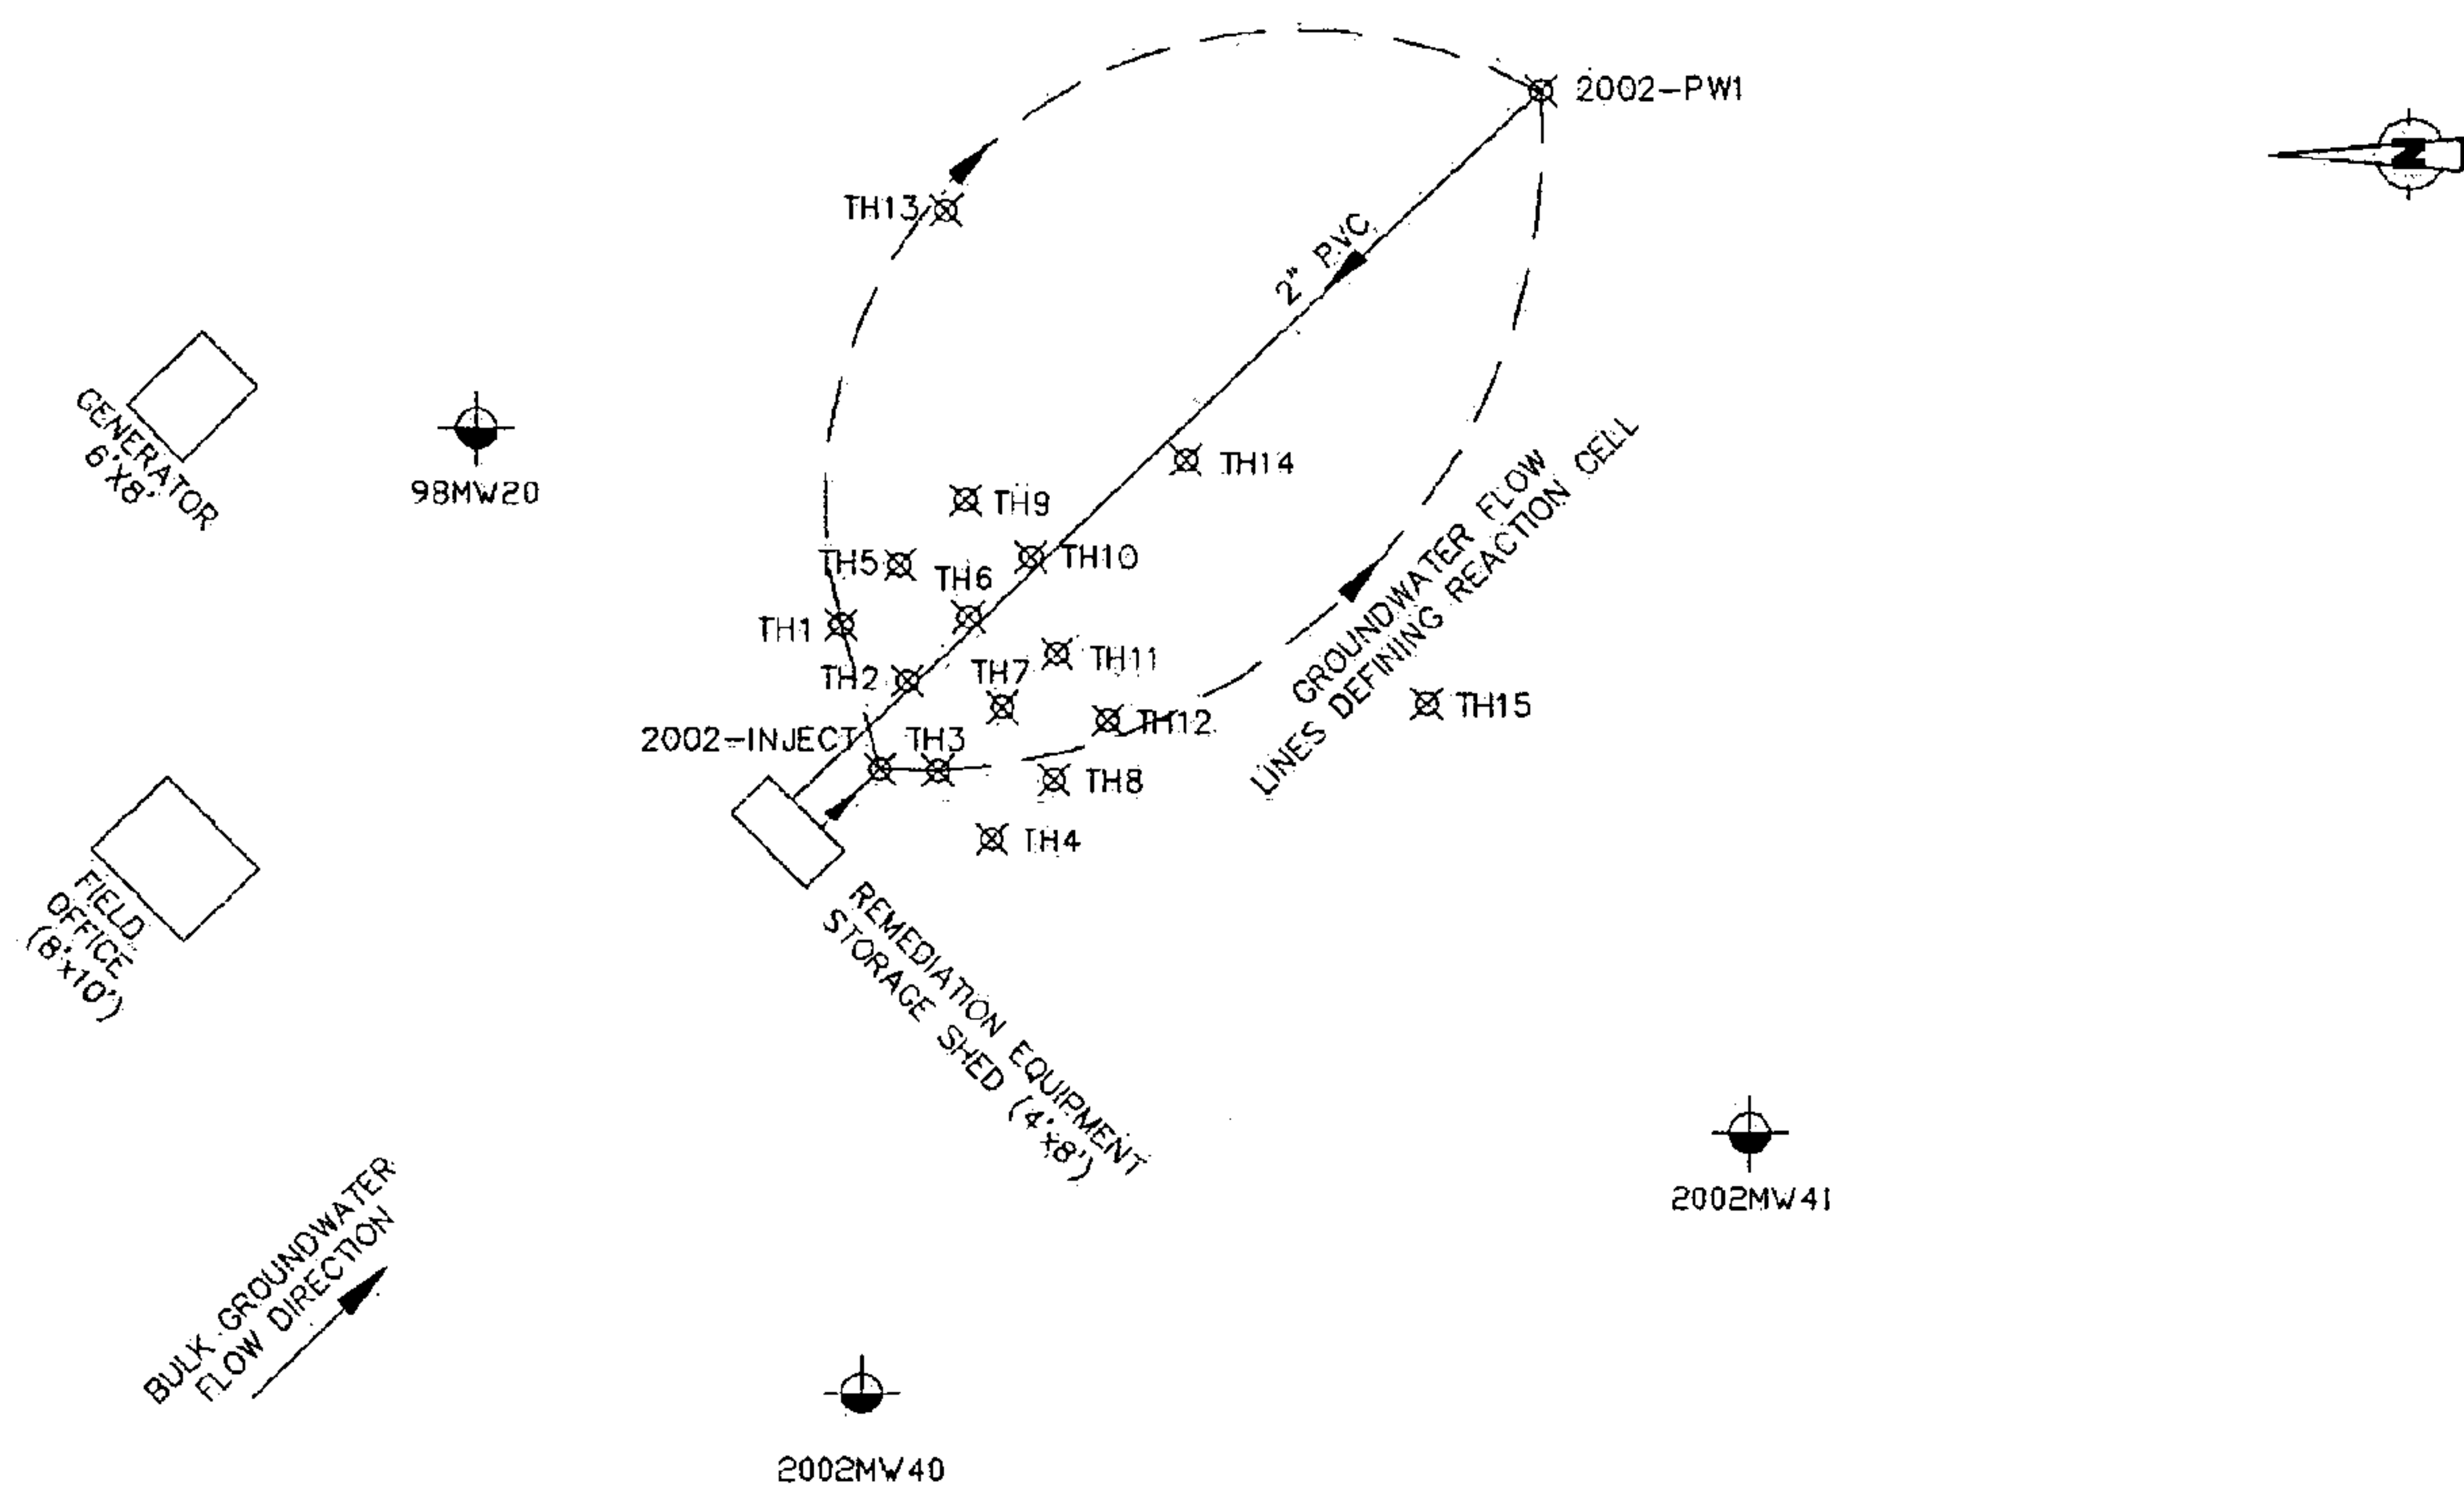 2002-PW1
N
TH13
2" PVC
GENERATOR
6'X8'
98MW20
TH14
TH9
TH5
TH6
TH10
TH1
TH2
TH7
TH11
TH12
TH15
GROUNDWATER FLOW
LINES DEFINING REACTION CELL
2002-INJECT
TH3
TH8
TH4
FIELD
OFFICE
(8'x10')
REMEDIATION EQUIPMENT
STORAGE SHED (4'x8')
2002MW41
BULK GROUNDWATER
FLOW DIRECTION
2002MW40